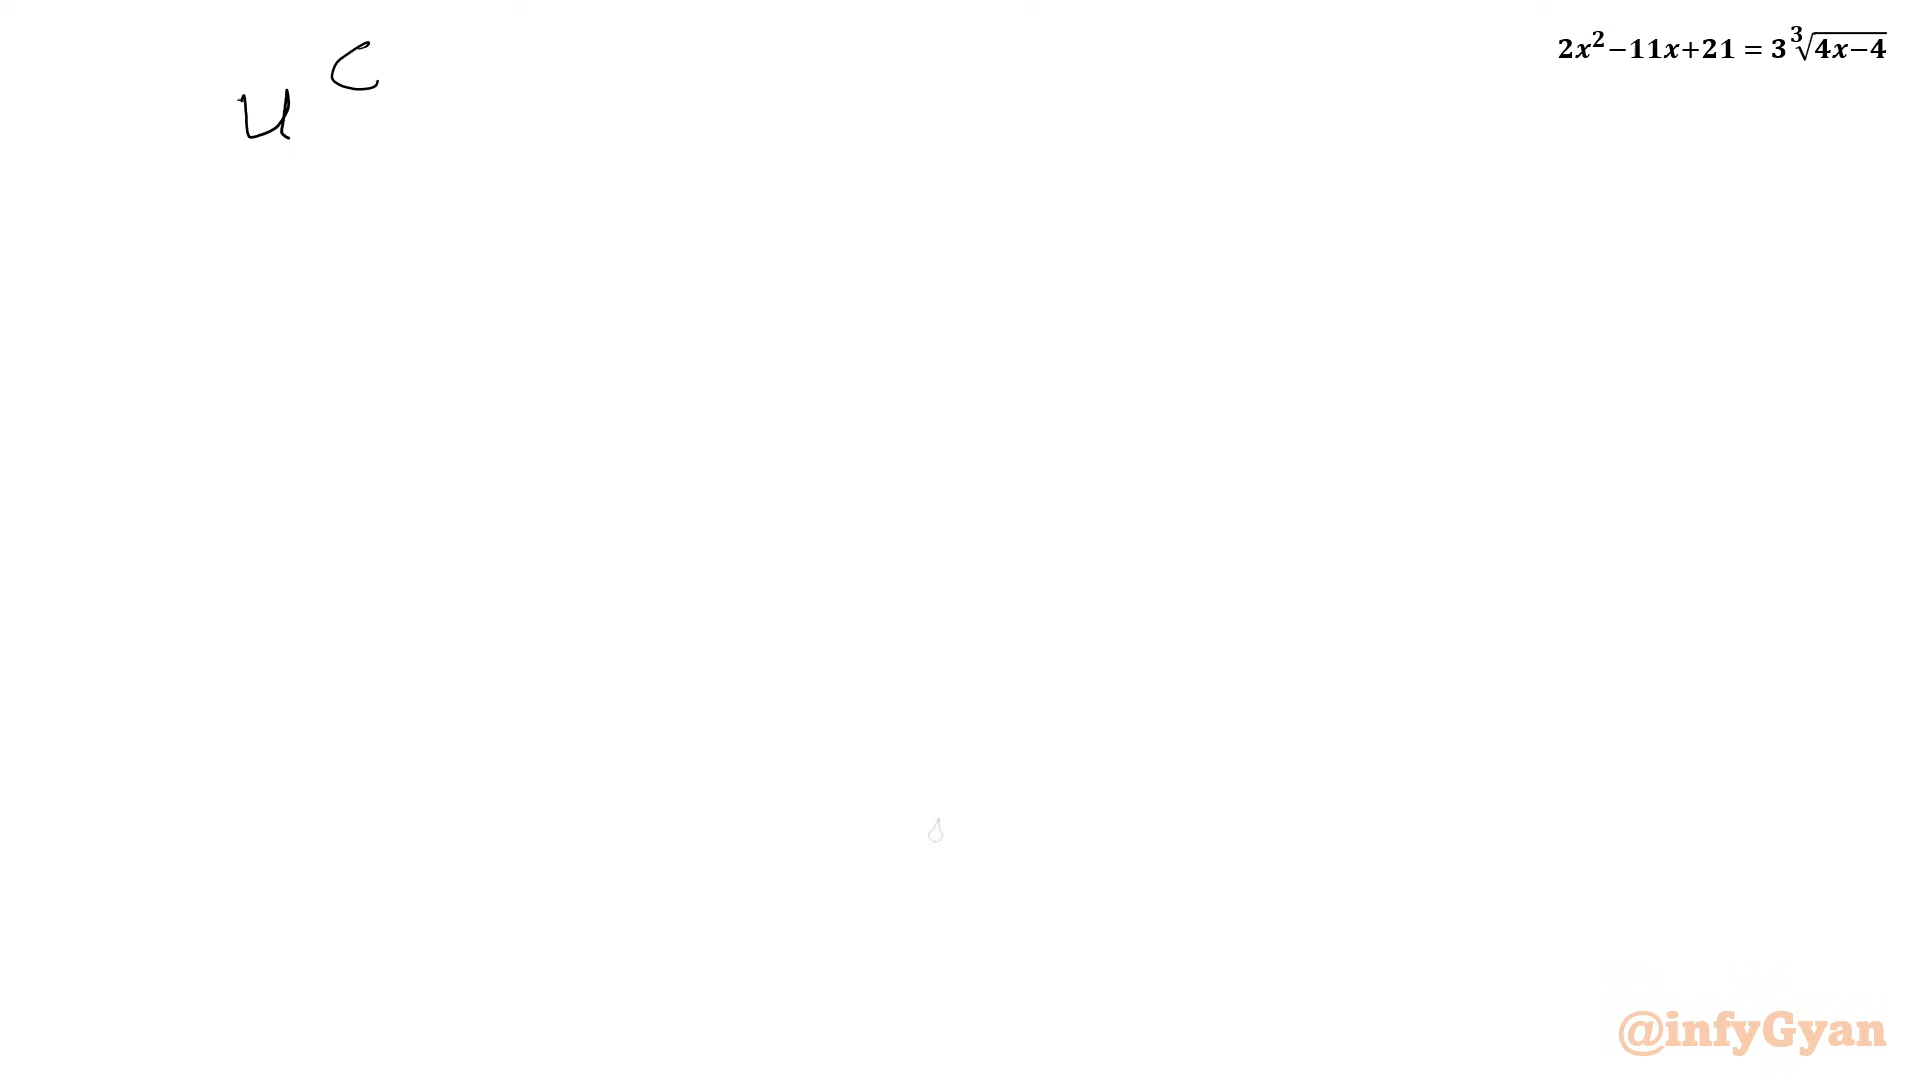 2x²−11x+21 = 3∛(4x−4)
u c
@infyGyan